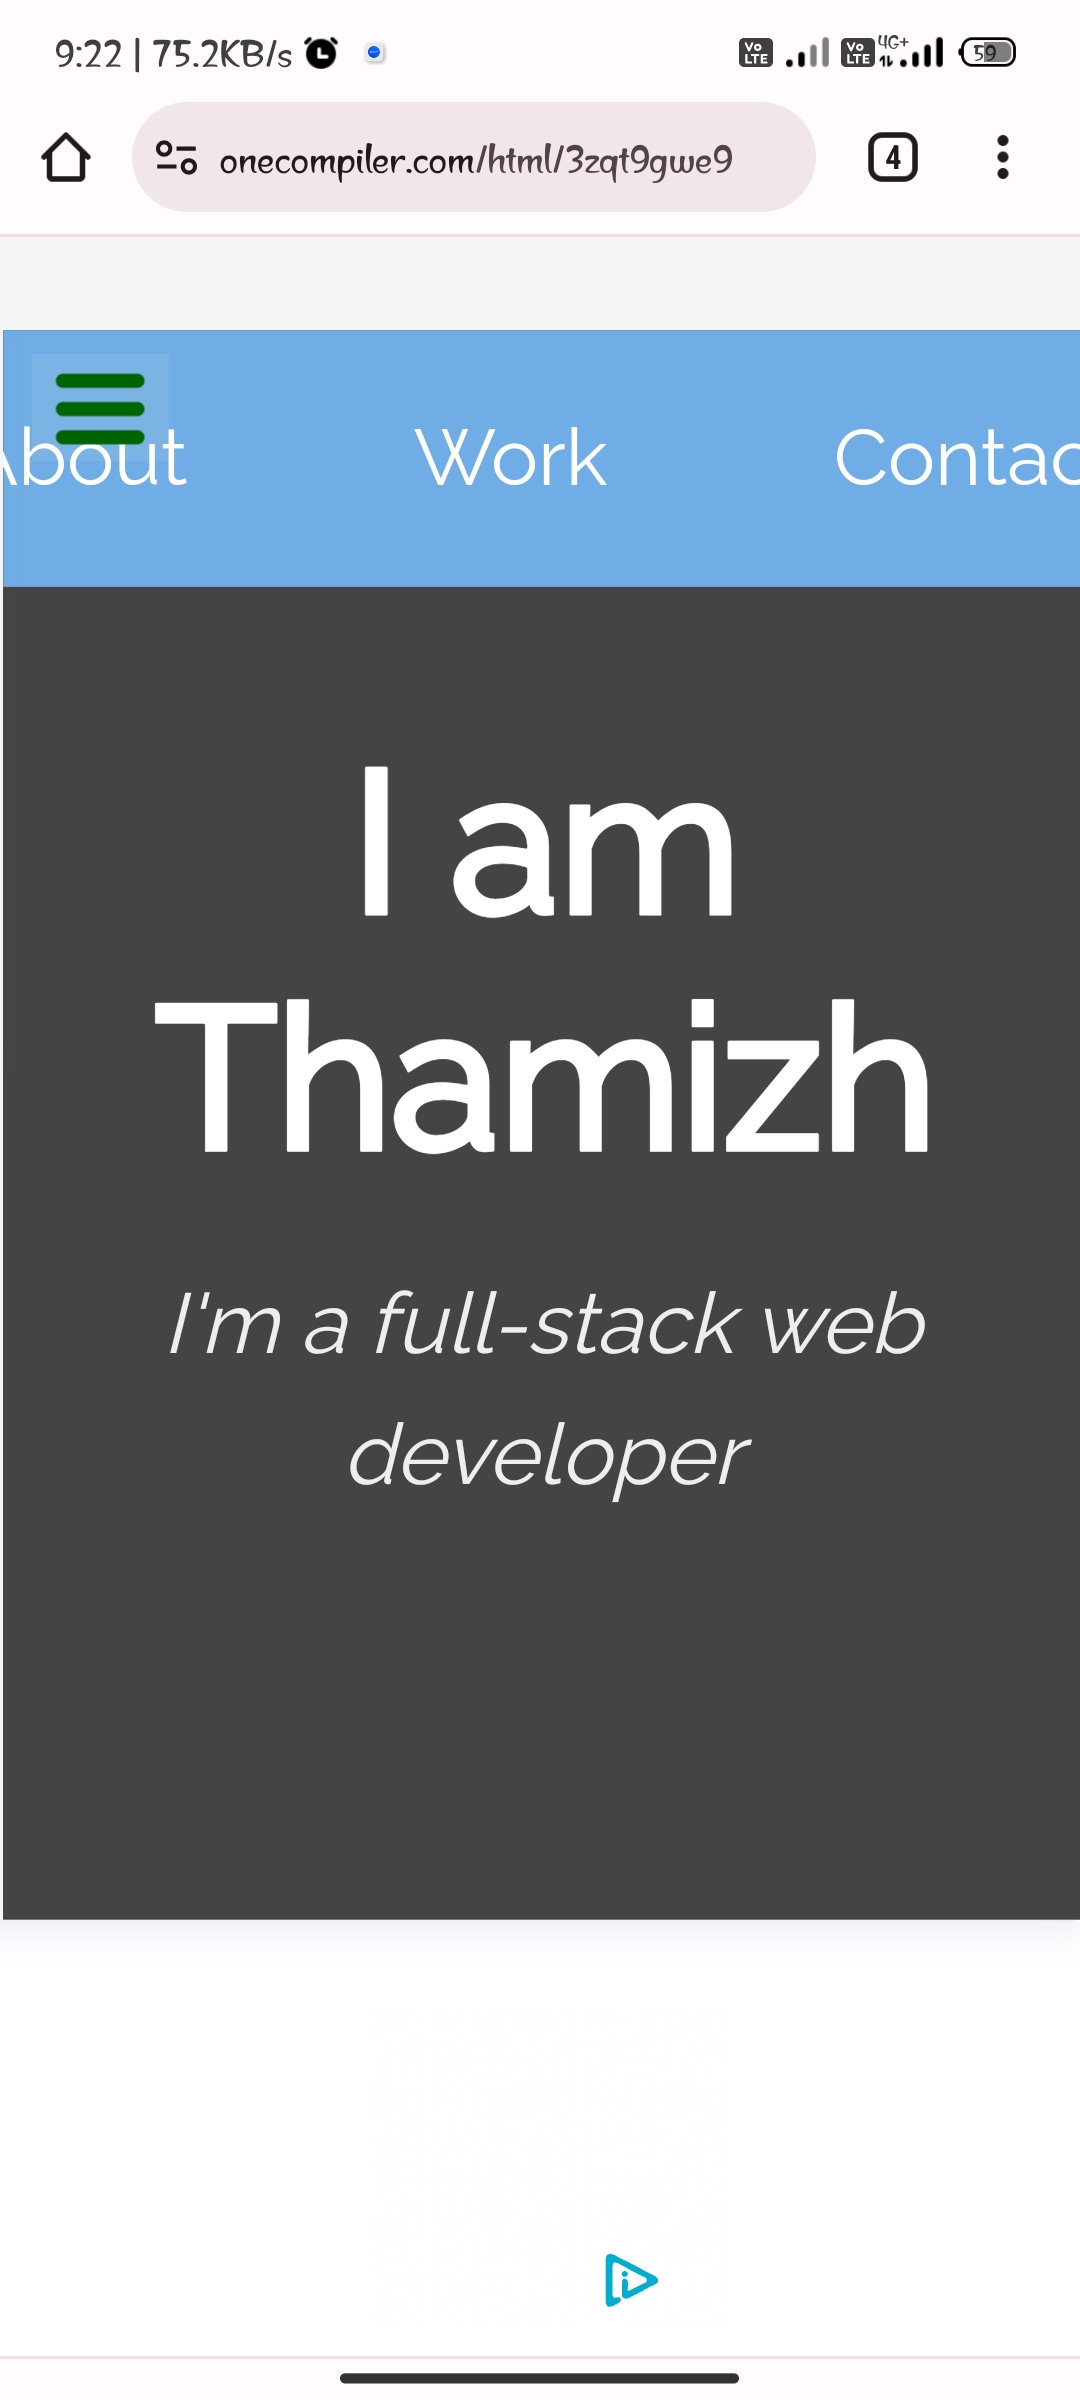 9:22 | 75.2KB/s Vo LTE Vo LTE 4G+ 59
onecompiler.com/html/3zqt9gwe9 4
About Work Contac
I am
Thamizh
I'm a full-stack web
developer